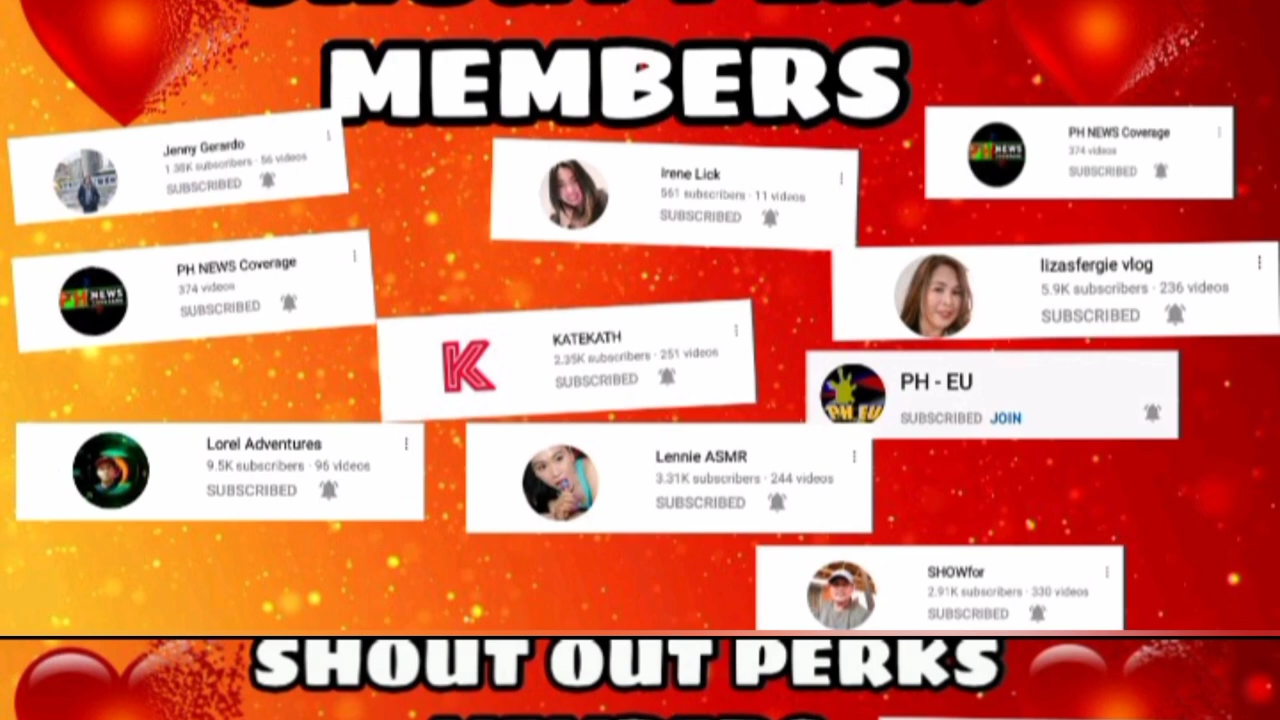 MEMBERS
Jenny Gerardo
1.38K subscribers · 56 videos
SUBSCRIBED
Irene Lick
561 subscribers · 11 videos
SUBSCRIBED
PH NEWS Coverage
374 videos
SUBSCRIBED
PH NEWS Coverage
374 videos
SUBSCRIBED
lizasfergie vlog
5.9K subscribers · 236 videos
SUBSCRIBED
K
KATEKATH
2.35K subscribers · 251 videos
SUBSCRIBED
PH EU
PH - EU
SUBSCRIBED JOIN
Lorel Adventures
9.5K subscribers · 96 videos
SUBSCRIBED
Lennie ASMR
3.31K subscribers · 244 videos
SUBSCRIBED
SHOWfor
2.91K subscribers · 330 videos
SUBSCRIBED
SHOUT OUT PERKS